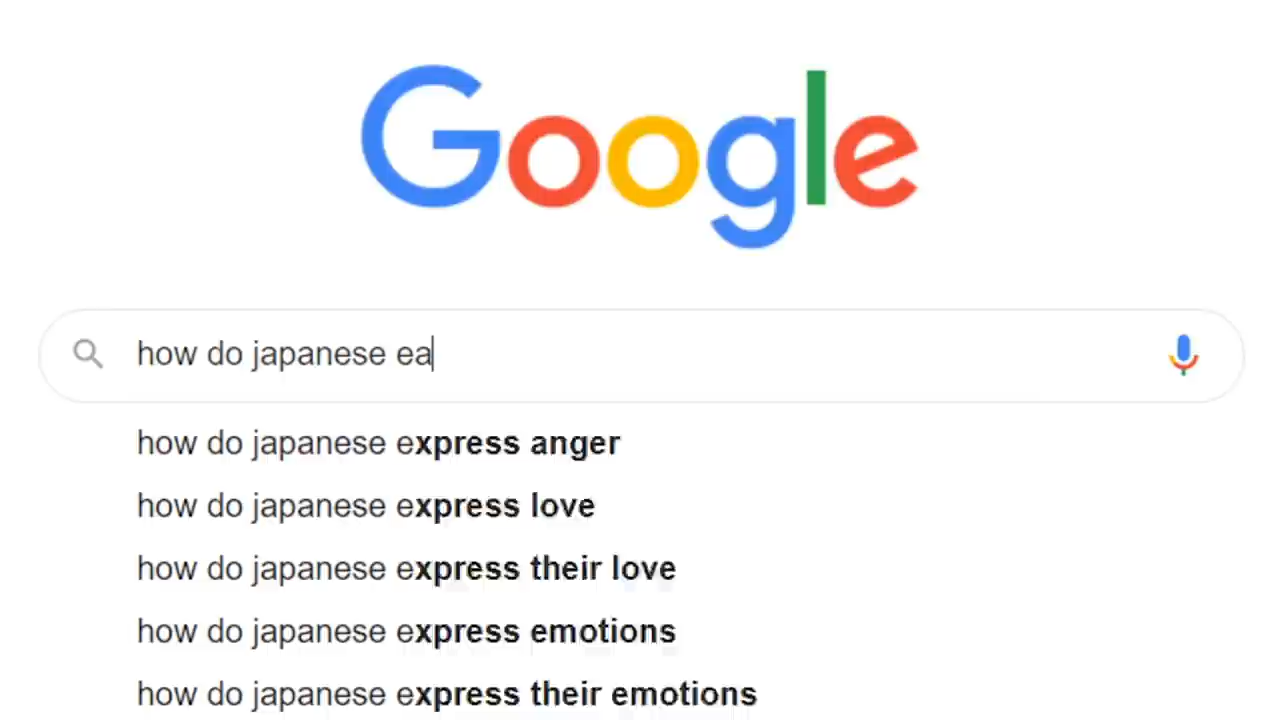 Google
how do japanese ea
how do japanese express anger
how do japanese express love
how do japanese express their love
how do japanese express emotions
how do japanese express their emotions